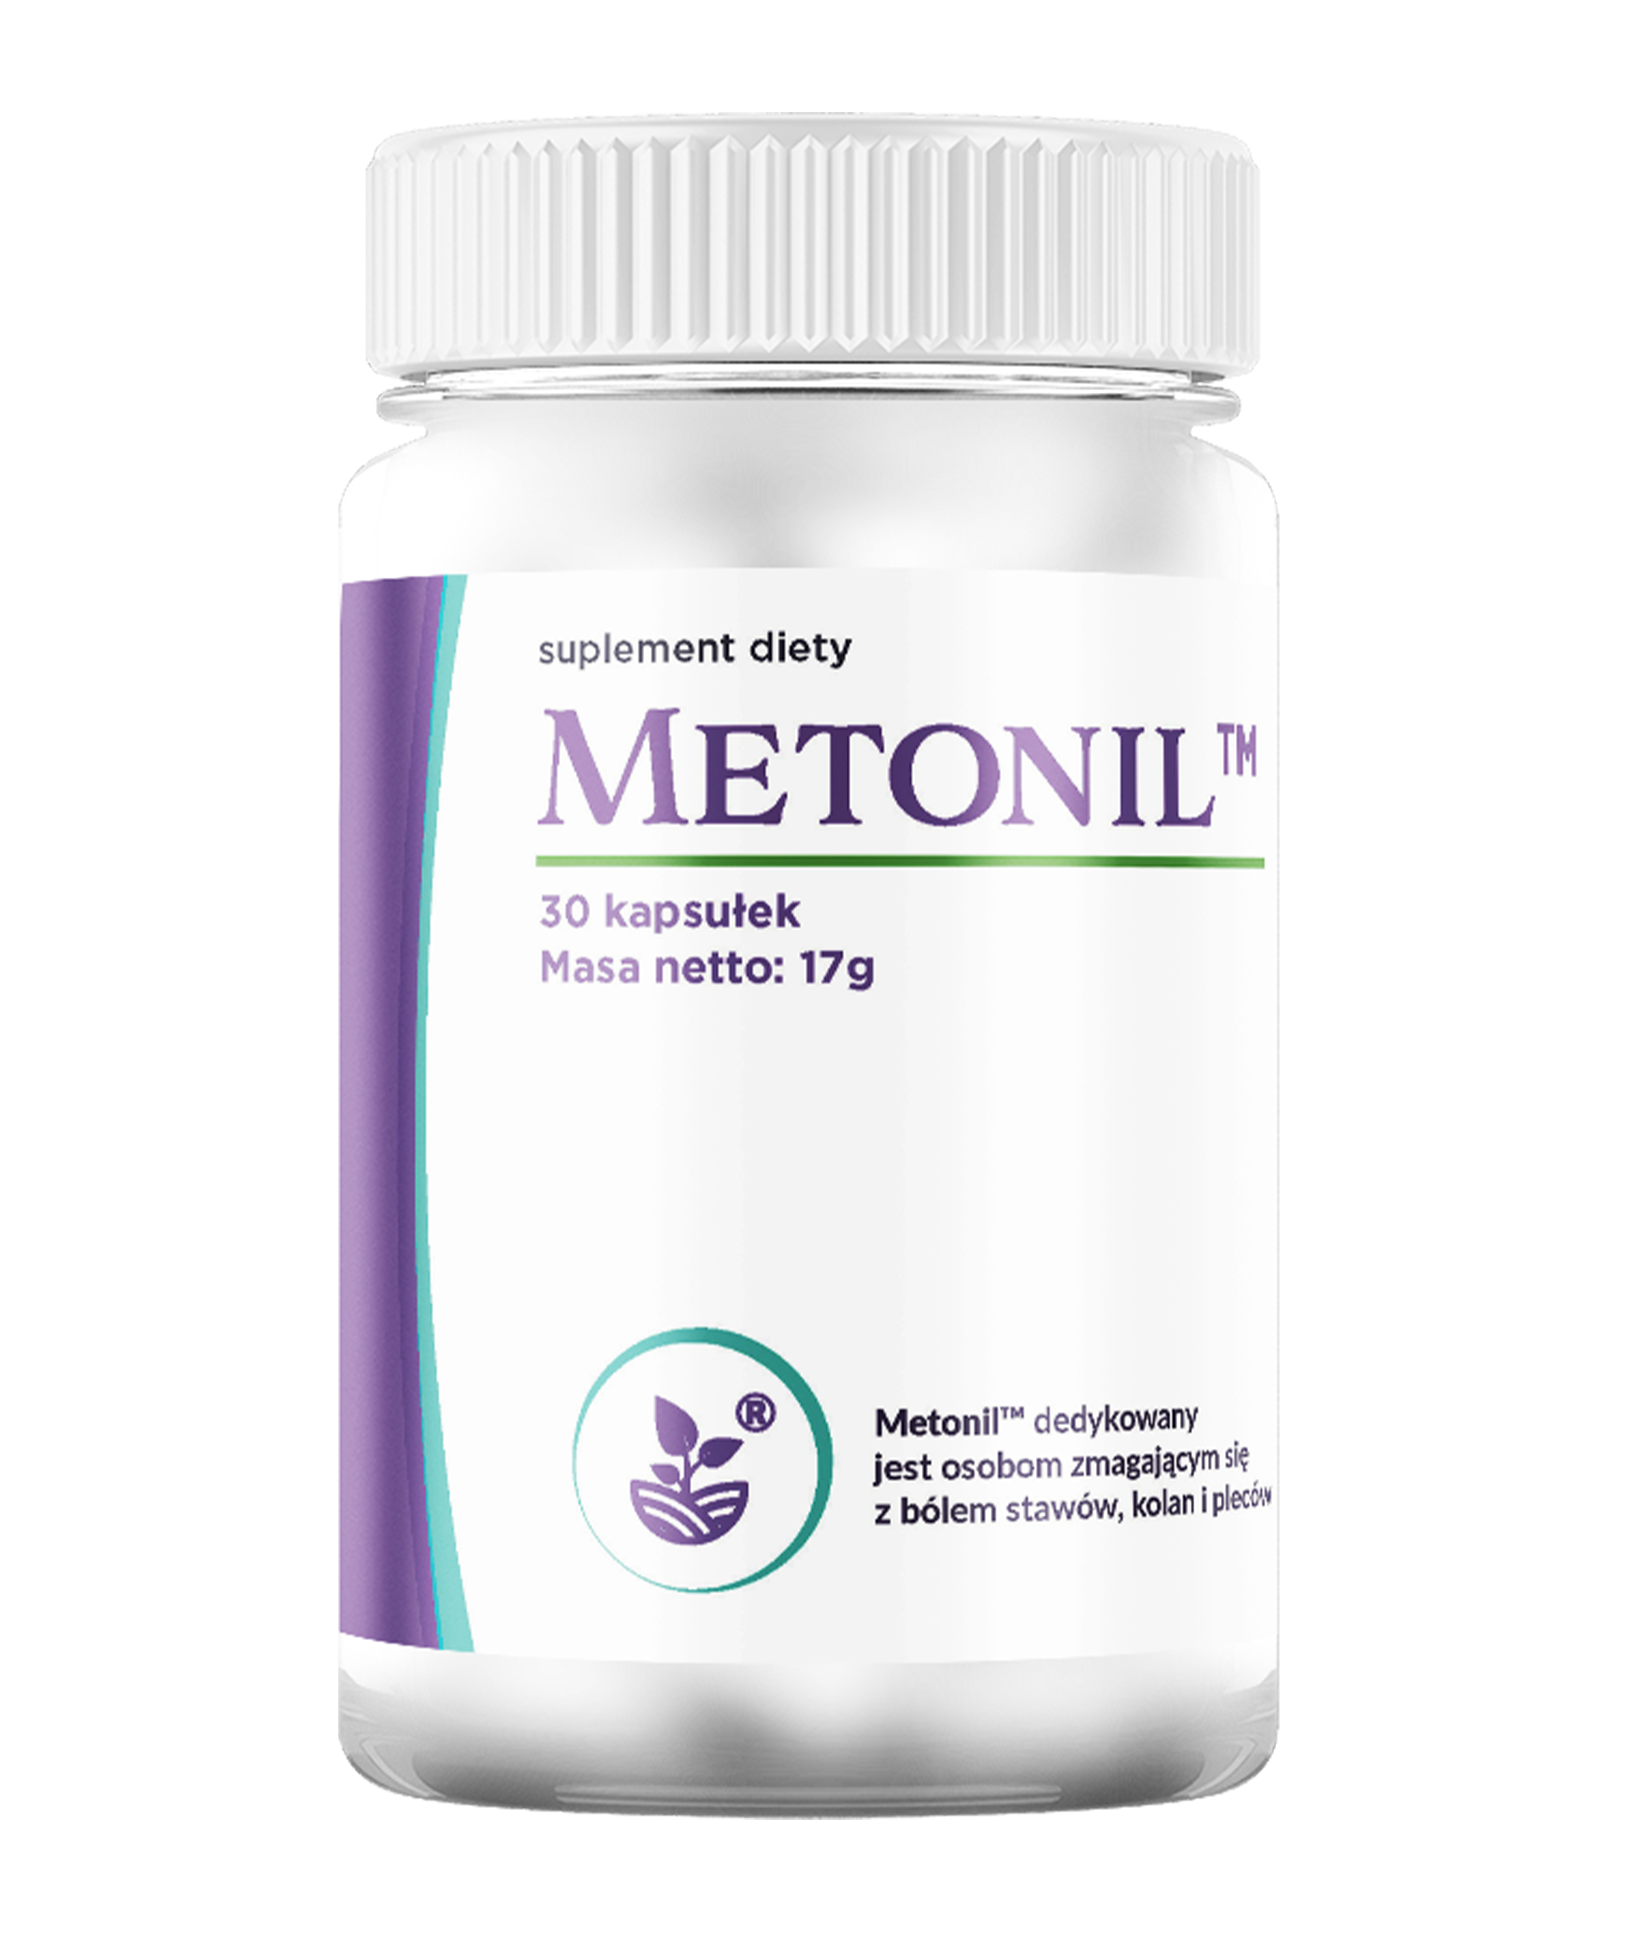 suplement diety
METONIL™
30 kapsułek
Masa netto: 17g
®
Metonil™ dedykowany
jest osobom zmagającym się
z bólem stawów, kolan i pleców